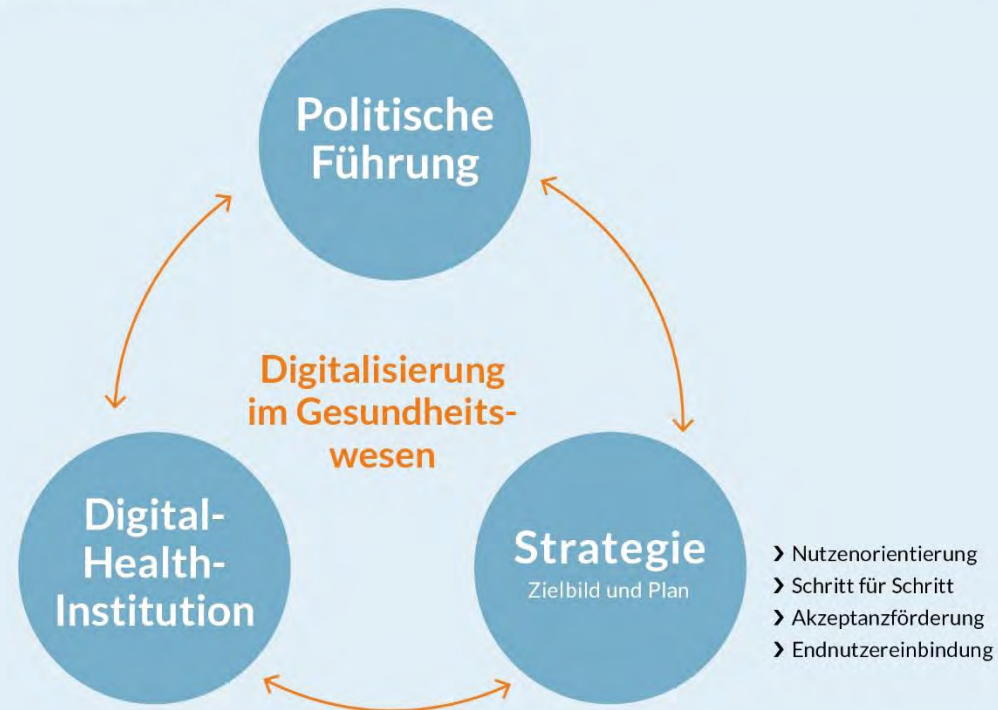 Politische
Führung
Digitalisierung
im Gesundheits-
wesen
Digital-
Health-
Institution
Strategie
Zielbild und Plan
❯ Nutzenorientierung
❯ Schritt für Schritt
❯ Akzeptanzförderung
❯ Endnutzereinbindung